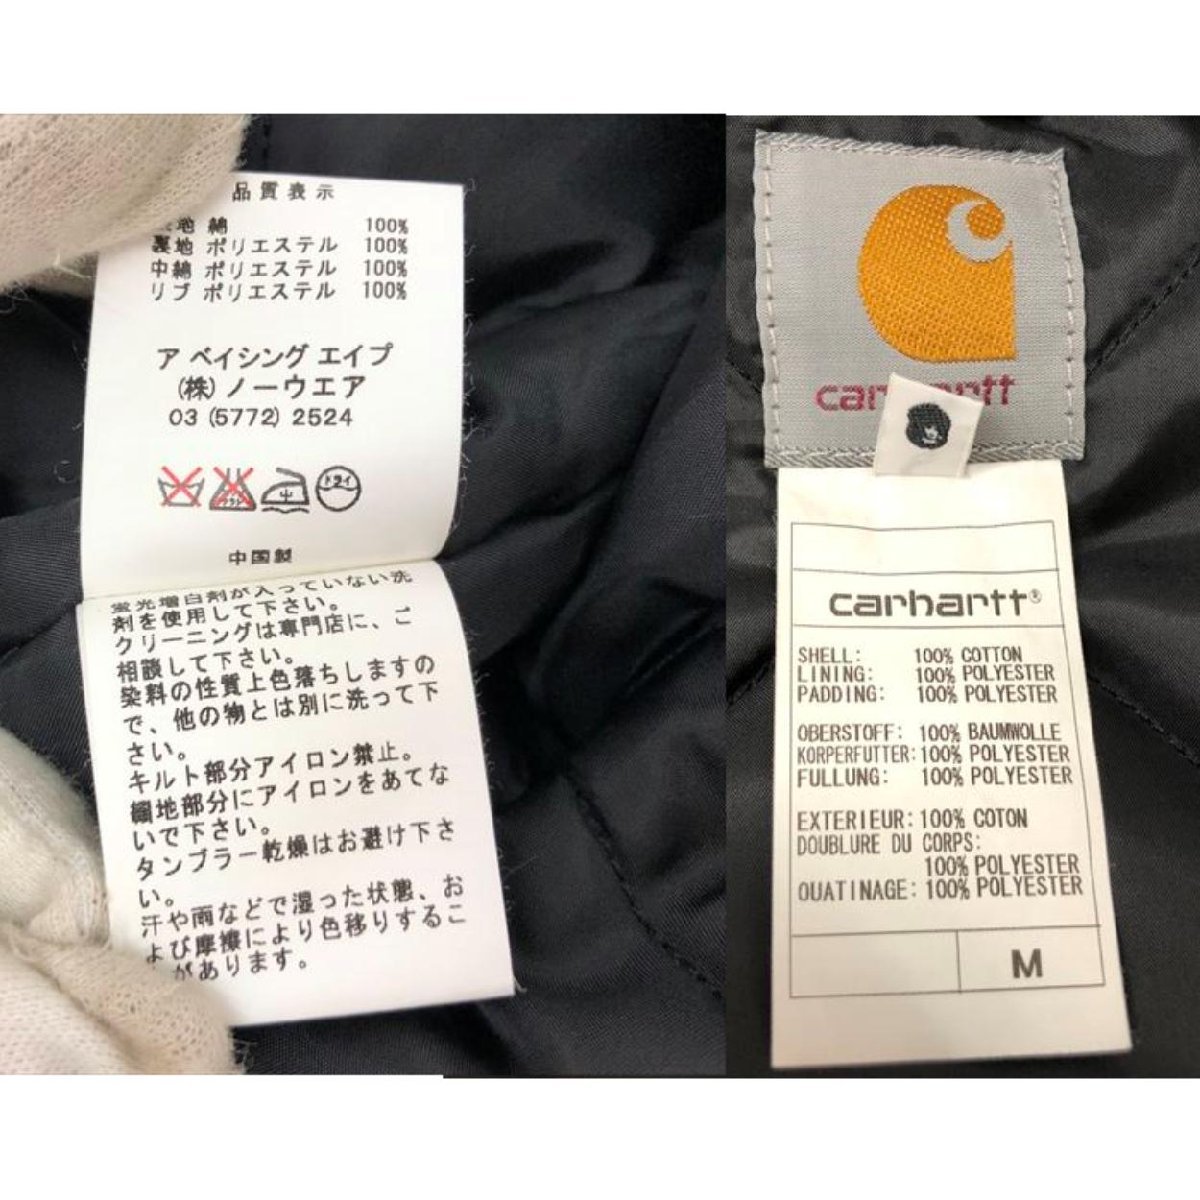 品質表示
地 綿 100%
裏地 ポリエステル 100%
中綿 ポリエステル 100%
リブ ポリエステル 100%
ア ベイシング エイプ
(株) ノーウエア
03 (5772) 2524
ドライ
中国製
蛍光増白剤が入っていない洗
剤を使用して下さい。
クリーニングは専門店に、ご
相談して下さい。
染料の性質上色落ちしますの
で、他の物とは別に洗って下
さい。
キルト部分アイロン禁止。
綿地部分にアイロンをあてな
いで下さい。
タンブラー乾燥はお避け下さ
い。
汗や雨などで湿った状態、お
よび摩擦により色移りするこ
があります。
carhartt
carhartt®
SHELL: 100% COTTON
LINING: 100% POLYESTER
PADDING: 100% POLYESTER
OBERSTOFF: 100% BAUMWOLLE
KORPERFUTTER: 100% POLYESTER
FULLUNG: 100% POLYESTER
EXTERIEUR: 100% COTON
DOUBLURE DU CORPS:
100% POLYESTER
OUATINAGE: 100% POLYESTER
M